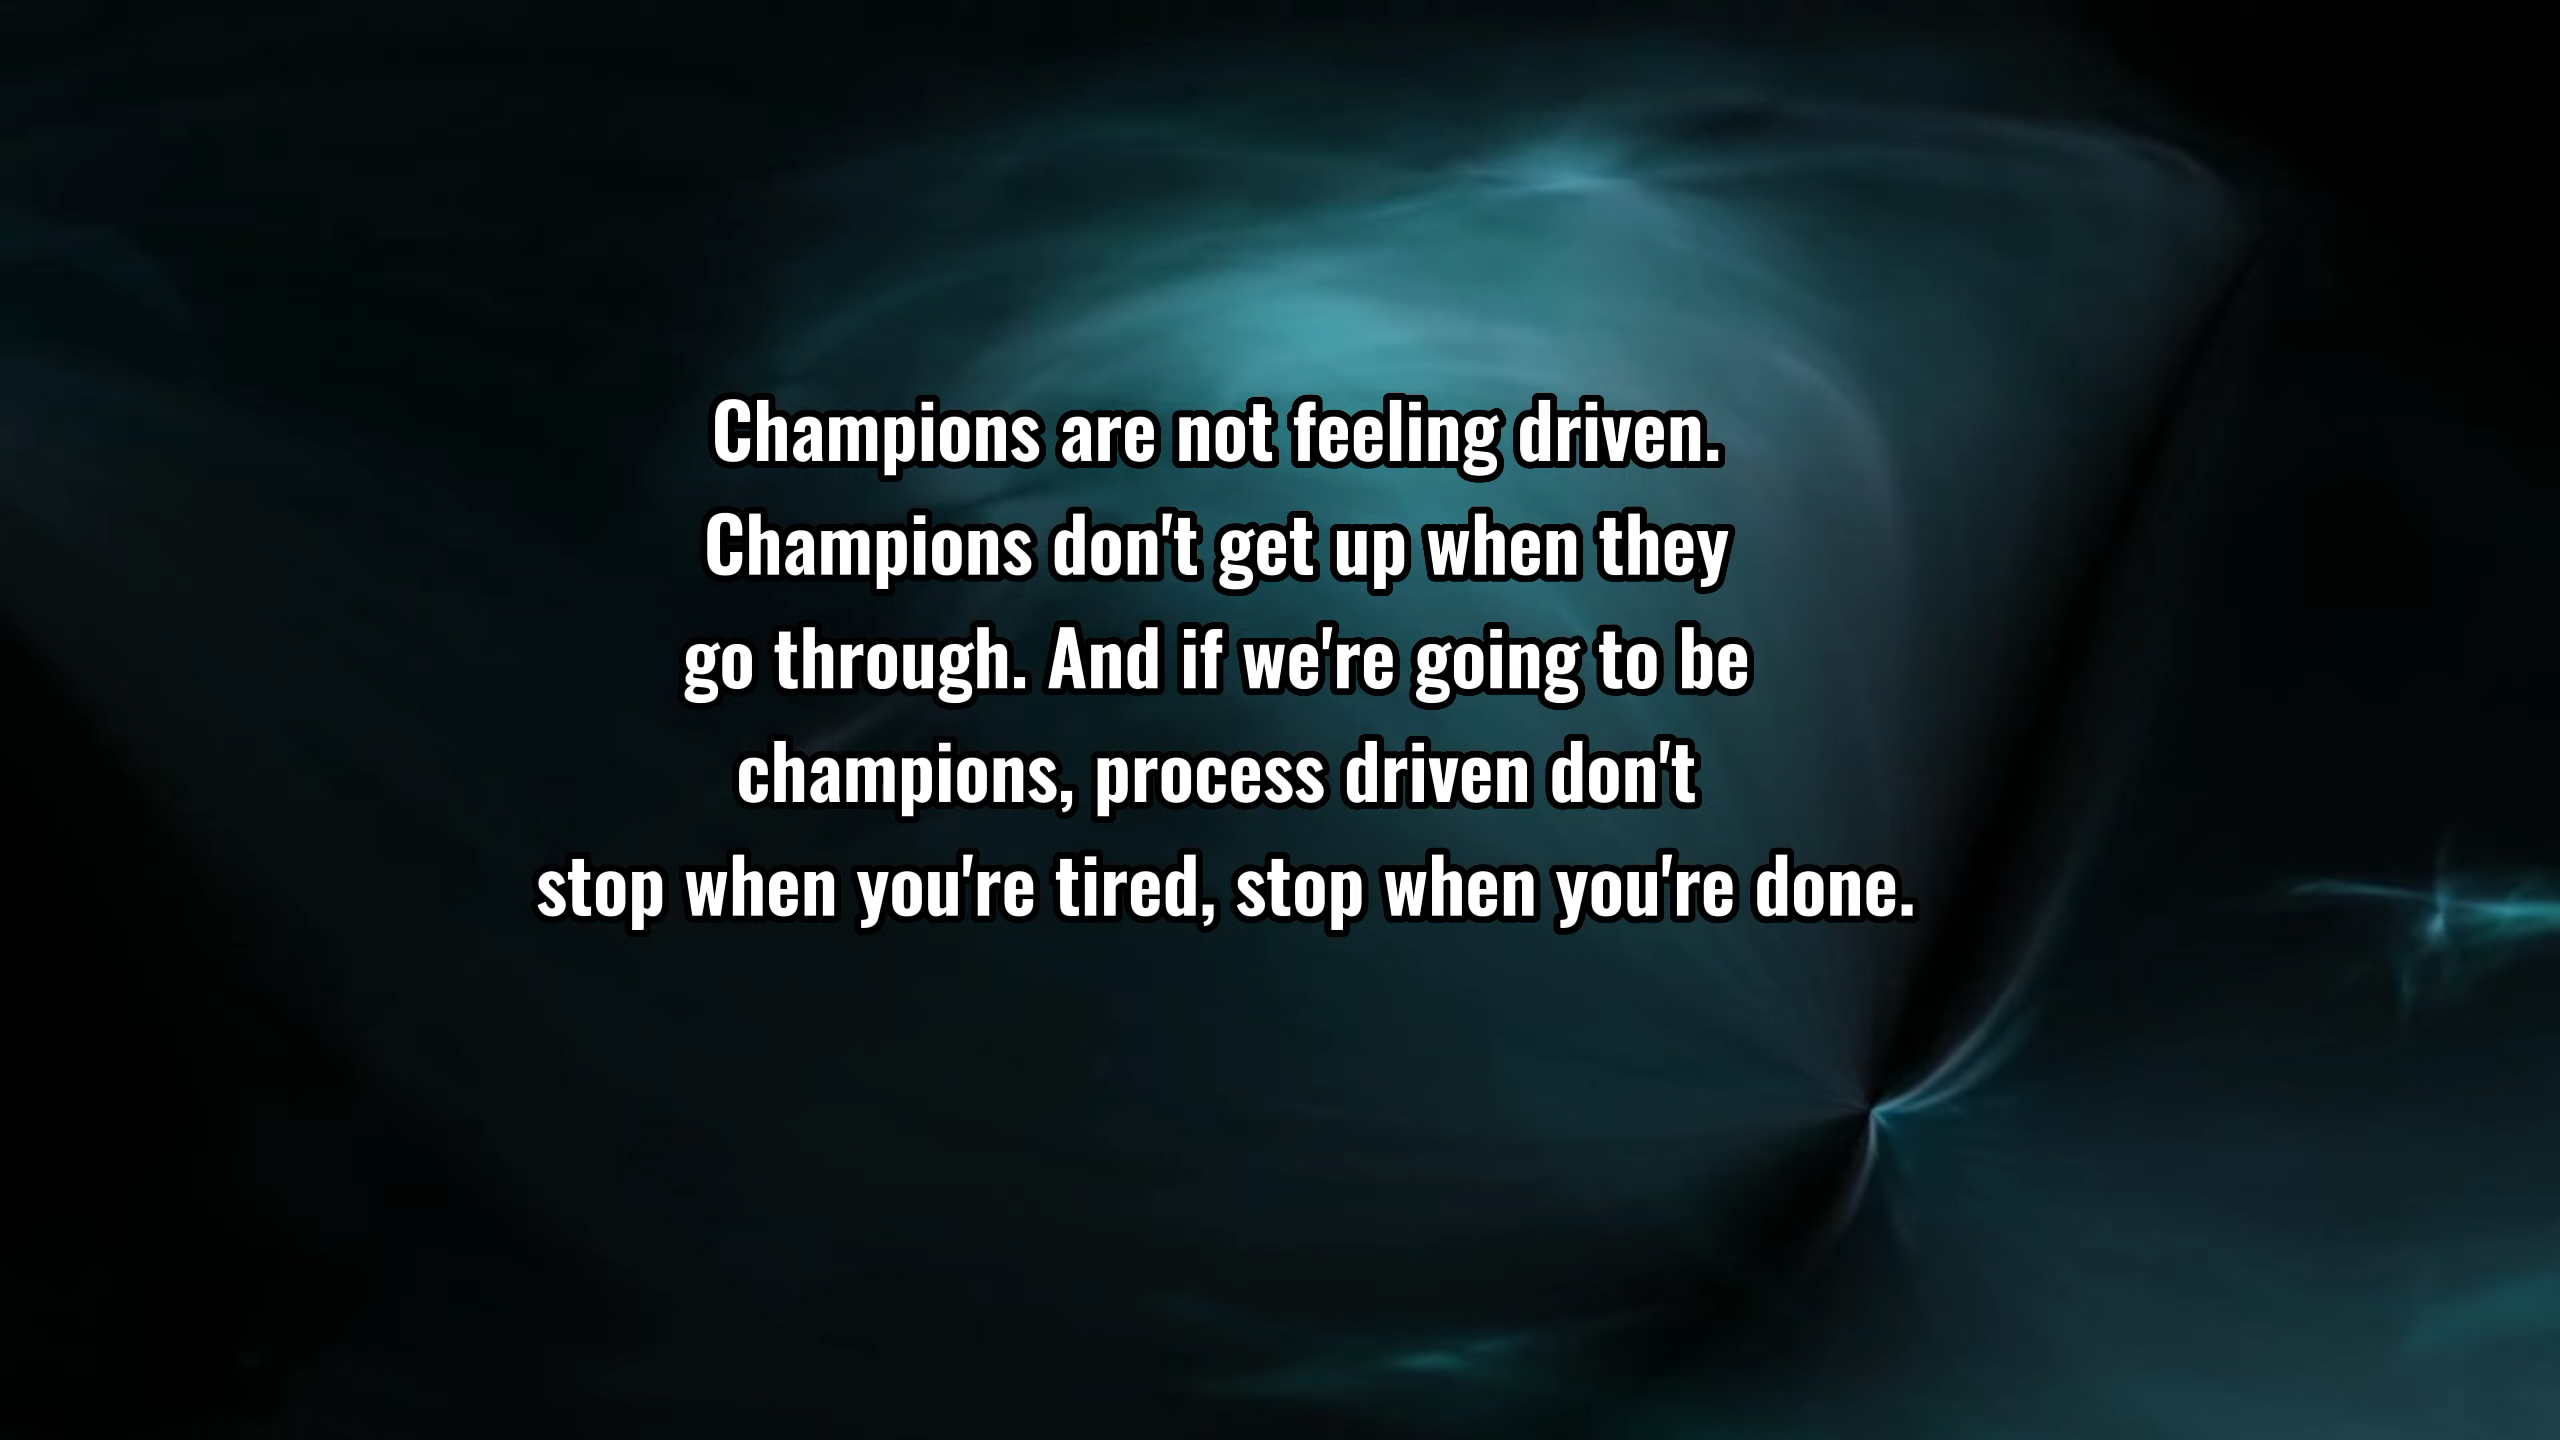 Champions are not feeling driven.
Champions don't get up when they
go through. And if we're going to be
champions, process driven don't
stop when you're tired, stop when you're done.